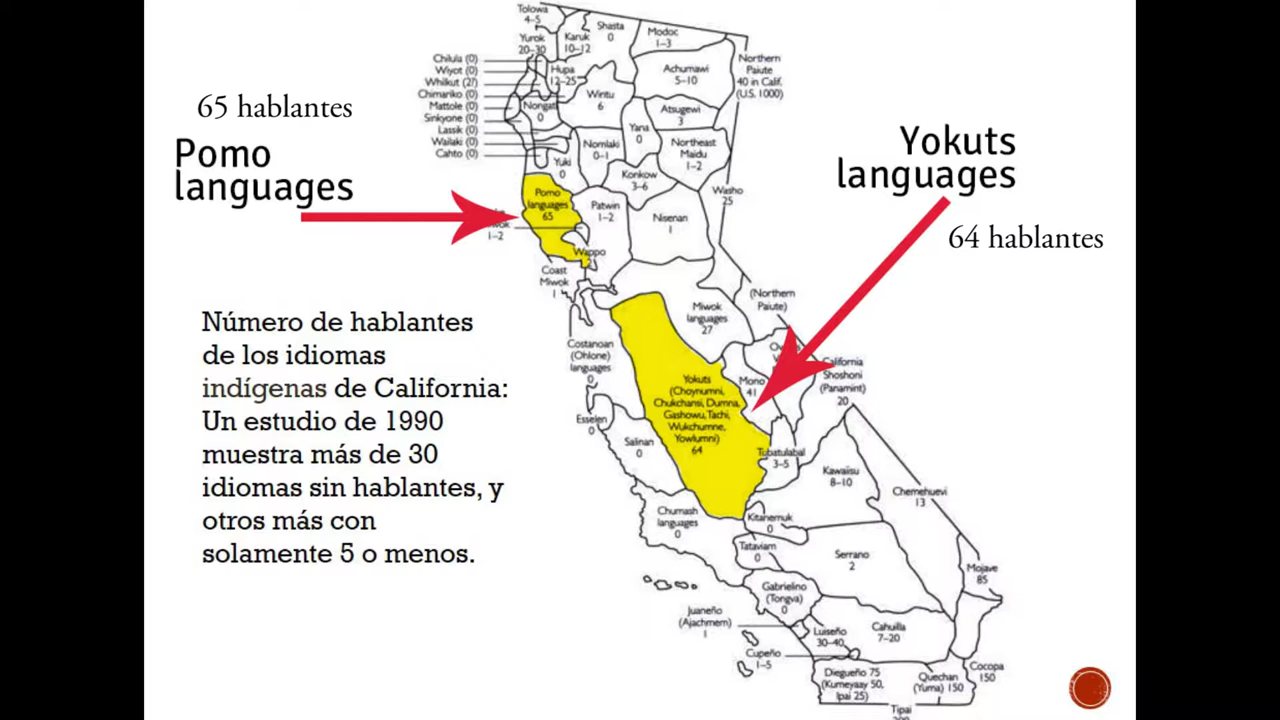 65 hablantes
Pomo
languages
Yokuts
languages
64 hablantes
Número de hablantes
de los idiomas
indígenas de California:
Un estudio de 1990
muestra más de 30
idiomas sin hablantes, y
otros más con
solamente 5 o menos.
Tolowa
4–5
Yurok
20–30
Karuk
10–12
Shasta
0
Modoc
1–3
Northern
Paiute
40 in Calif.
(U.S. 1000)
Chilula (0)
Wiyot (0)
Whilkut (2?)
Chimariko (0)
Mattole (0)
Sinkyone (0)
Lassik (0)
Wailaki (0)
Cahto (0)
Hupa
12–25
Achumawi
5–10
Wintu
6
Nongatl
0
Atsugewi
3
Yana
0
Nomlaki
0–1
Northeast
Maidu
1–2
Yuki
0
Konkow
3–6
Washo
25
Pomo
languages
65
Patwin
1–2
Nisenan
1
1–2
Wappo
Coast
Miwok
1
Miwok
languages
27
(Northern
Paiute)
Costanoan
(Ohlone)
languages
0
Mono
41
California
Shoshoni
(Panamint)
20
Yokuts
(Choynumni,
Chukchansi, Dumna,
Gashowu, Tachi,
Wukchumne,
Yowlumni)
64
Esselen
0
Salinan
0
Tubatulabal
3–5
Kawaiisu
8–10
Chemehuevi
13
Chumash
languages
0
Kitanemuk
0
Tataviam
0
Serrano
2
Mojave
85
Gabrielino
(Tongva)
0
Juaneño
(Ajachmem)
1
Luiseño
30–40
Cahuilla
7–20
Cupeño
1–5
Diegueño 75
(Kumeyaay 50,
Ipai 25)
Quechan
(Yuma) 150
Cocopa
150
Tipai